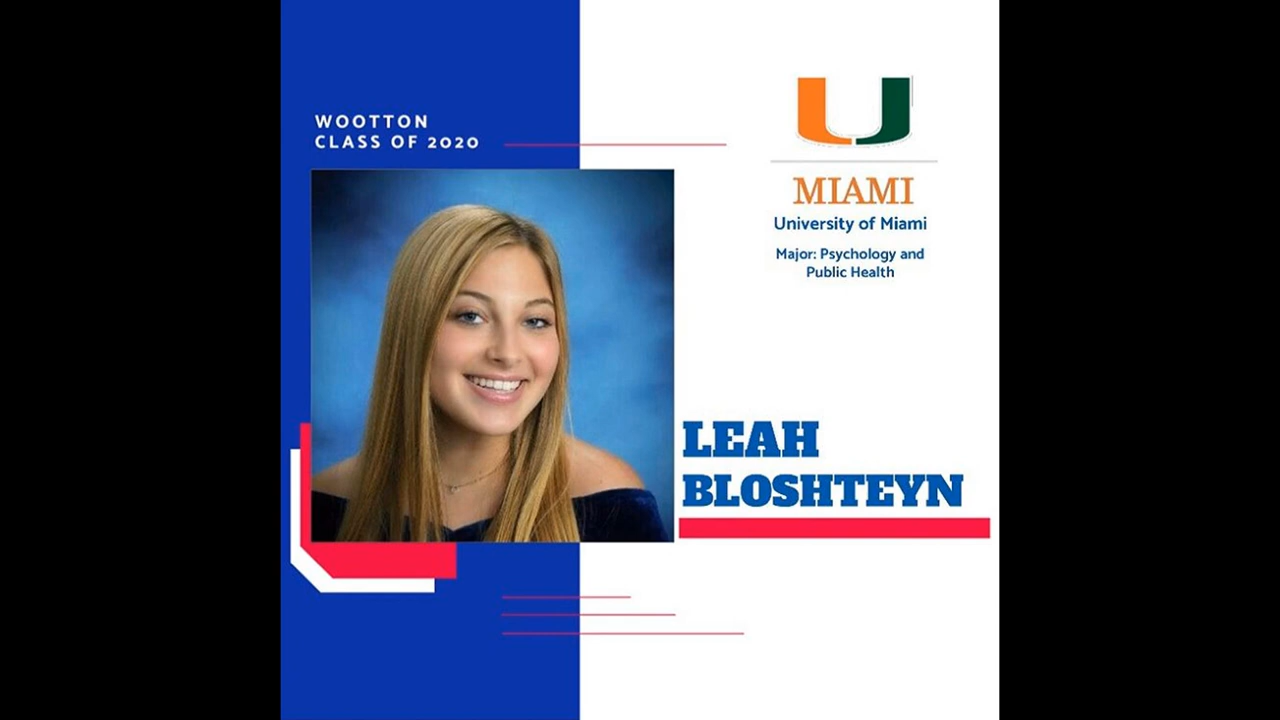 WOOTTON
CLASS OF 2020
MIAMI
University of Miami
Major: Psychology and
Public Health
LEAH
BLOSHTEYN